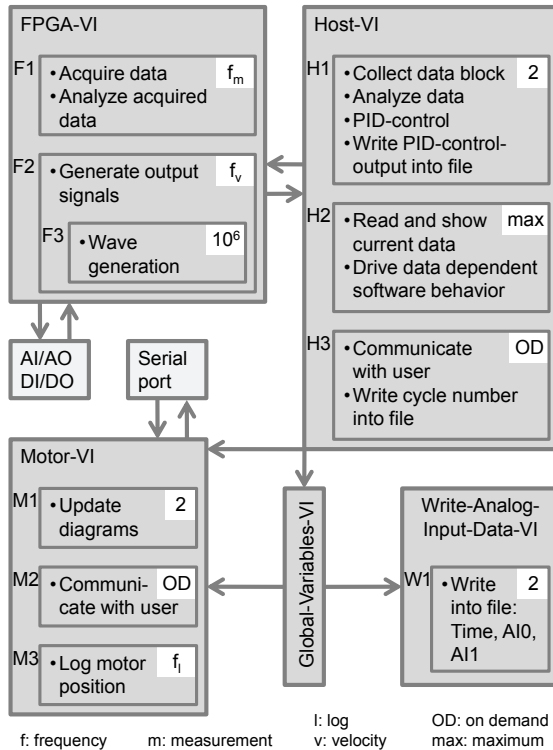 FPGA-VI
F1
• Acquire data
• Analyze acquired
data
fm
F2
• Generate output
signals
fv
F3
• Wave
generation
10⁶
AI/AO
DI/DO
Serial
port
Host-VI
H1
• Collect data block
• Analyze data
• PID-control
• Write PID-control-
output into file
2
H2
• Read and show
current data
• Drive data dependent
software behavior
max
H3
• Communicate
with user
• Write cycle number
into file
OD
Motor-VI
M1
• Update
diagrams
2
M2
• Communi-
cate with user
OD
M3
• Log motor
position
fl
Global-Variables-VI
Write-Analog-
Input-Data-VI
W1
• Write
into file:
Time, AI0,
AI1
2
l: log
OD: on demand
f: frequency
m: measurement
v: velocity
max: maximum